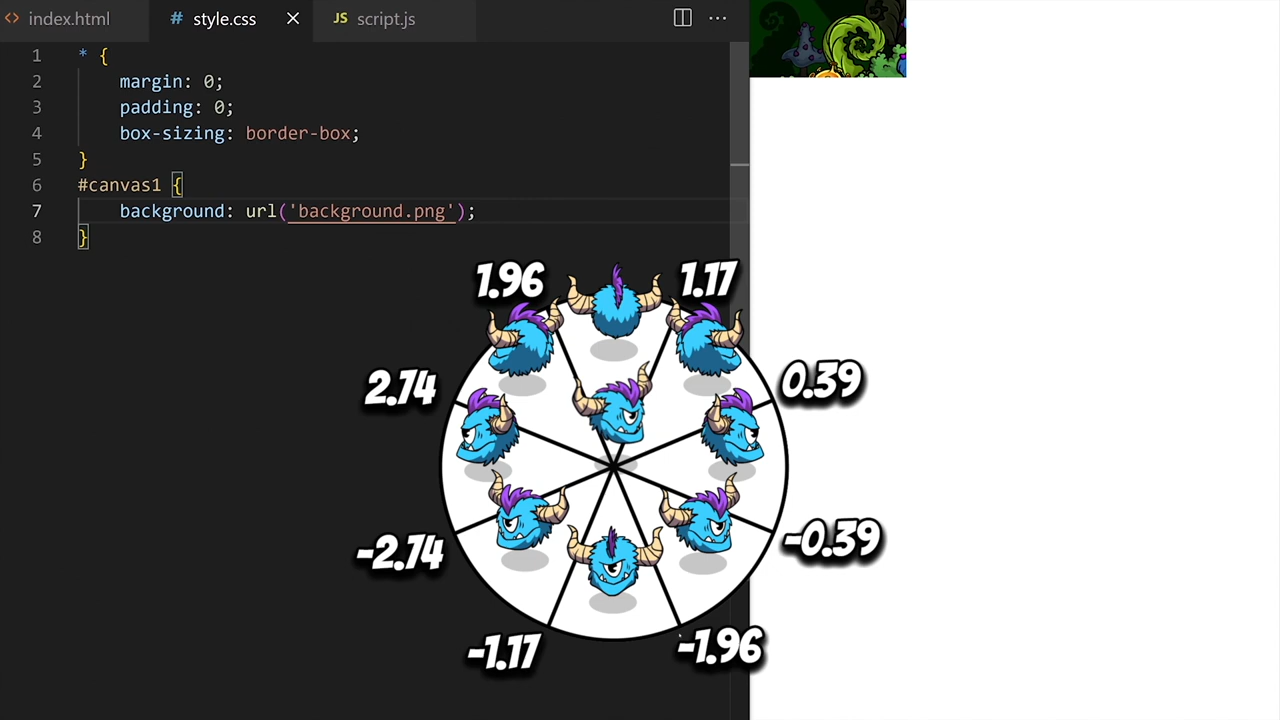 <> index.html
# style.css ×
JS script.js ...
1 * {
2 margin: 0;
3 padding: 0;
4 box-sizing: border-box;
5 }
6 #canvas1 {
7 background: url('background.png');
8 }
1.96 1.17
2.74 0.39
-2.74 -0.39
-1.17 -1.96